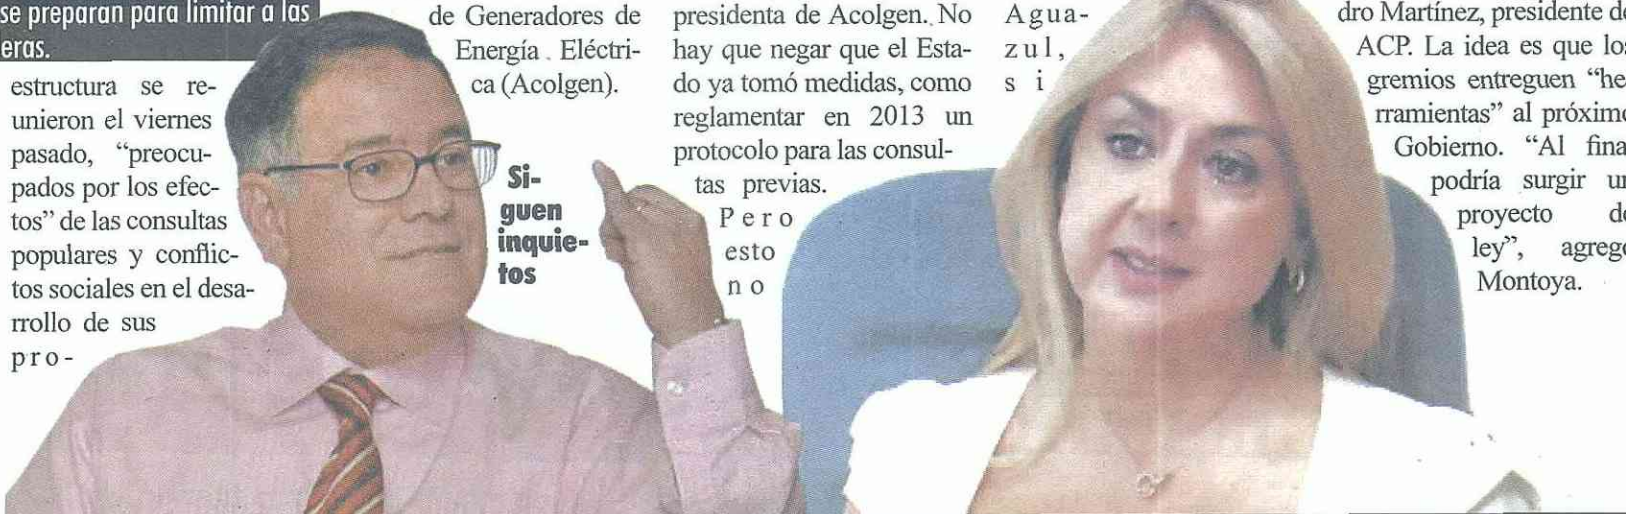 se preparan para limitar a las
eras.
estructura se re-
unieron el viernes
pasado, “preocu-
pados por los efec-
tos” de las consultas
populares y conflic-
tos sociales en el desa-
rrollo de sus
pro-
de Generadores de
Energía Eléctri-
ca (Acolgen).
Si-
guen
inquie-
tos
presidenta de Acolgen. No
hay que negar que el Esta-
do ya tomó medidas, como
reglamentar en 2013 un
protocolo para las consul-
tas previas.
Pero
esto
no
Agua-
zul,
si
dro Martínez, presidente de
ACP. La idea es que los
gremios entreguen “he-
rramientas” al próximo
Gobierno. “Al final
podría surgir un
proyecto de
ley”, agregó
Montoya.